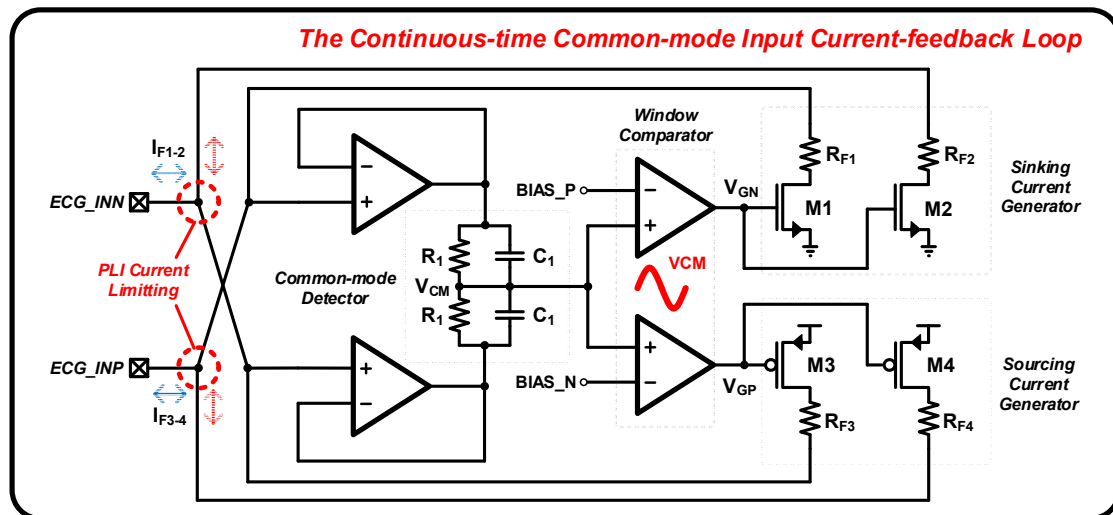 The Continuous-time Common-mode Input Current-feedback Loop
Window
Comparator
IF1-2
RF1
RF2
Sinking
Current
Generator
ECG_INN
BIAS_P
VGN
M1
M2
PLI Current
Limitting
Common-mode
Detector
R1
C1
VCM
VCM
R1
C1
ECG_INP
IF3-4
BIAS_N
VGP
M3
M4
Sourcing
Current
Generator
RF3
RF4
− 
+
+
−
−
+
+
−